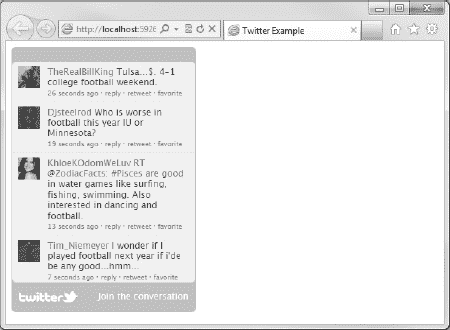 http://localhost:5926
Twitter Example
TheRealBillKing Tulsa...$. 4-1
college football weekend.
26 seconds ago · reply · retweet · favorite
Djsteelrod Who is worse in
football this year IU or
Minnesota?
19 seconds ago · reply · retweet · favorite
KhloeKOdomWeLuv RT
@ZodiacFacts: #Pisces are good
in water games like surfing,
fishing, swimming. Also
interested in dancing and
football.
13 seconds ago · reply · retweet · favorite
Tim_Niemeyer I wonder if I
played football next year if i'de
be any good...hmm...
7 seconds ago · reply · retweet · favorite
twitter
Join the conversation